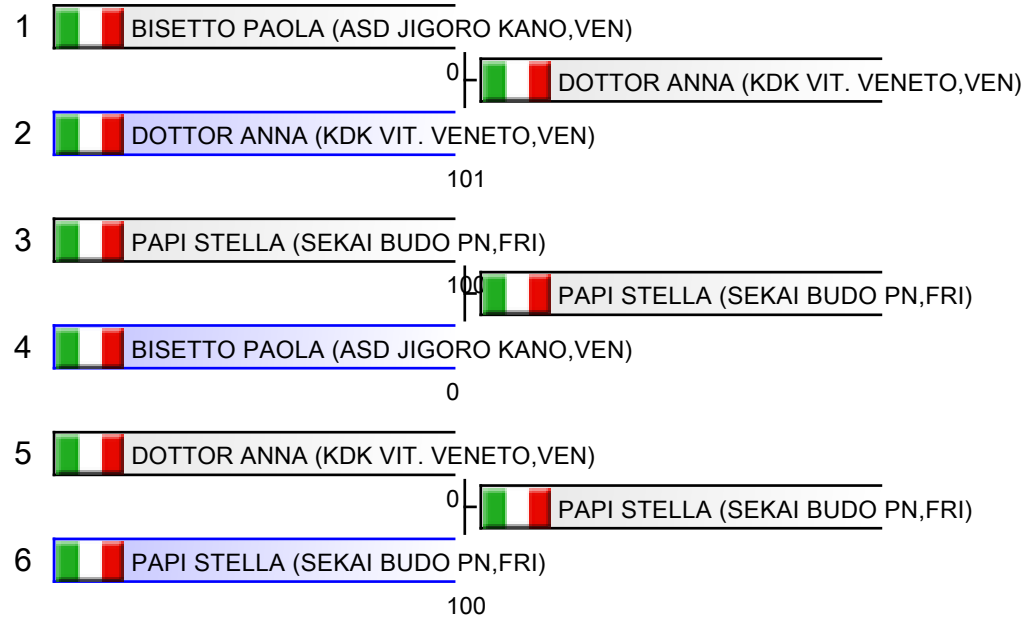 1 BISETTO PAOLA (ASD JIGORO KANO,VEN)
0 DOTTOR ANNA (KDK VIT. VENETO,VEN)
2 DOTTOR ANNA (KDK VIT. VENETO,VEN)
101
3 PAPI STELLA (SEKAI BUDO PN,FRI)
100 PAPI STELLA (SEKAI BUDO PN,FRI)
4 BISETTO PAOLA (ASD JIGORO KANO,VEN)
0
5 DOTTOR ANNA (KDK VIT. VENETO,VEN)
0 PAPI STELLA (SEKAI BUDO PN,FRI)
6 PAPI STELLA (SEKAI BUDO PN,FRI)
100